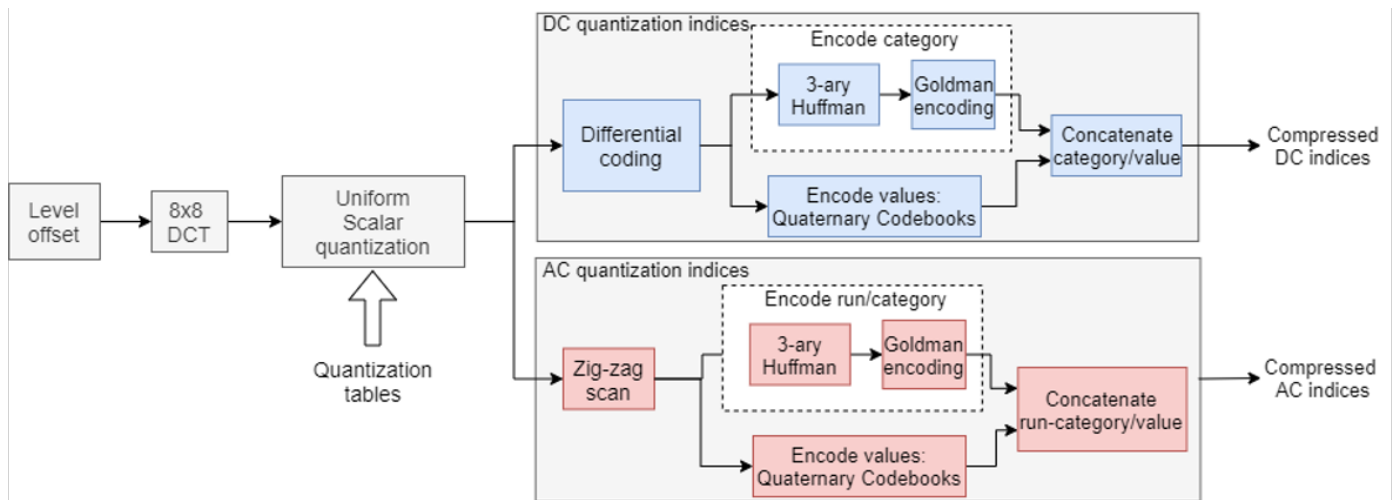 DC quantization indices
Encode category
3-ary
Huffman
Goldman
encoding
Differential
coding
Concatenate
category/value
Compressed
DC indices
Encode values:
Quaternary Codebooks
Level
offset
8x8
DCT
Uniform
Scalar
quantization
Quantization
tables
AC quantization indices
Encode run/category
3-ary
Huffman
Goldman
encoding
Zig-zag
scan
Concatenate
run-category/value
Compressed
AC indices
Encode values:
Quaternary Codebooks